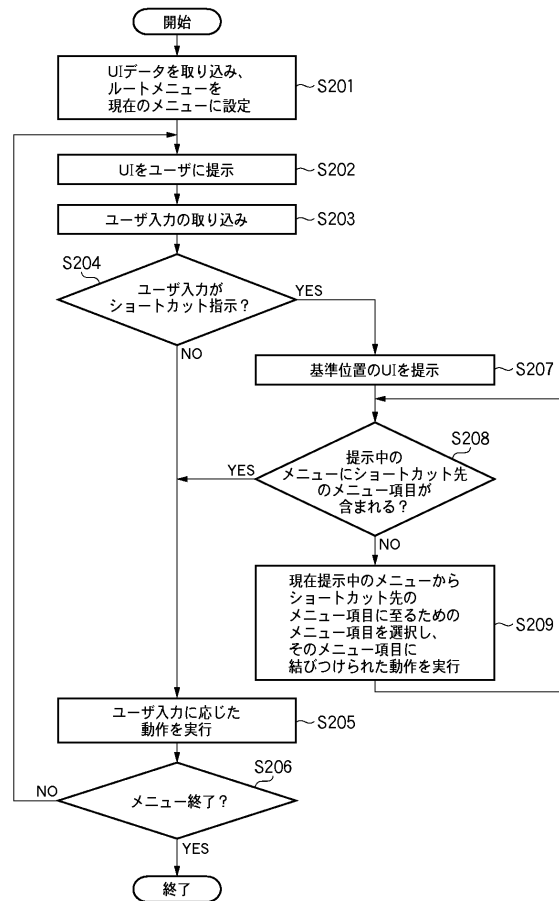 開始
UIデータを取り込み、
ルートメニューを
現在のメニューに設定
S201
UIをユーザに提示
S202
ユーザ入力の取り込み
S203
S204
ユーザ入力が
ショートカット指示？
YES
NO
基準位置のUIを提示
S207
S208
提示中の
メニューにショートカット先
のメニュー項目が
含まれる？
YES
NO
現在提示中のメニューから
ショートカット先の
メニュー項目に至るための
メニュー項目を選択し、
そのメニュー項目に
結びつけられた動作を実行
S209
ユーザ入力に応じた
動作を実行
S205
S206
メニュー終了？
NO
YES
終了